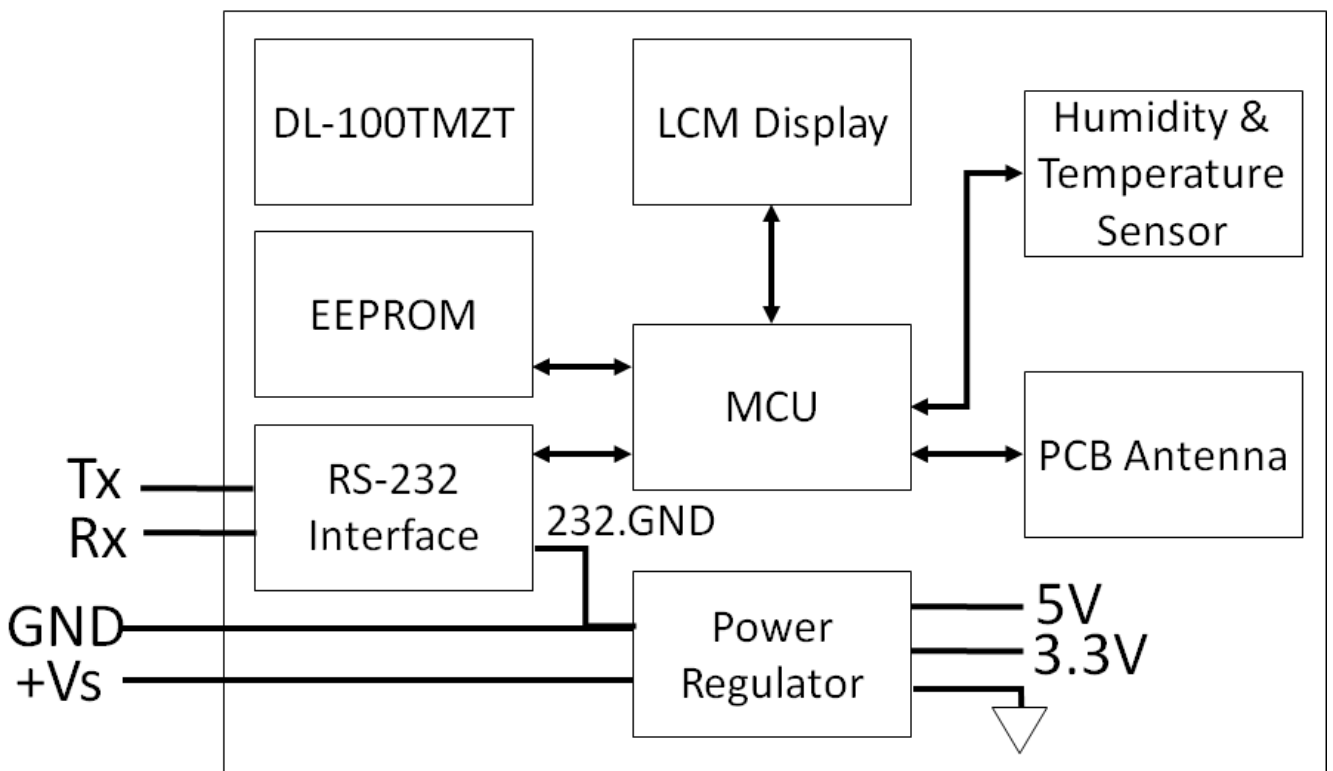 DL-100TMZT
LCM Display
Humidity &
Temperature
Sensor
EEPROM
MCU
PCB Antenna
Tx
Rx
RS-232
Interface
232.GND
GND
+Vs
Power
Regulator
5V
3.3V